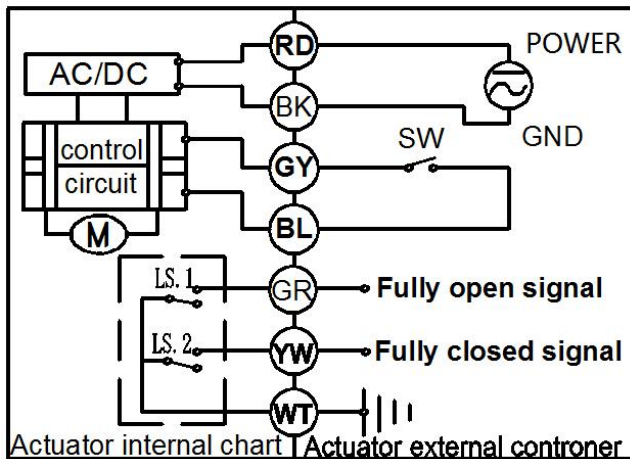 RD
POWER
AC/DC
BK
GND
SW
control
circuit
GY
BL
M
LS. 1
GR
Fully open signal
LS. 2
YW
Fully closed signal
WT
Actuator internal chart
Actuator external controner